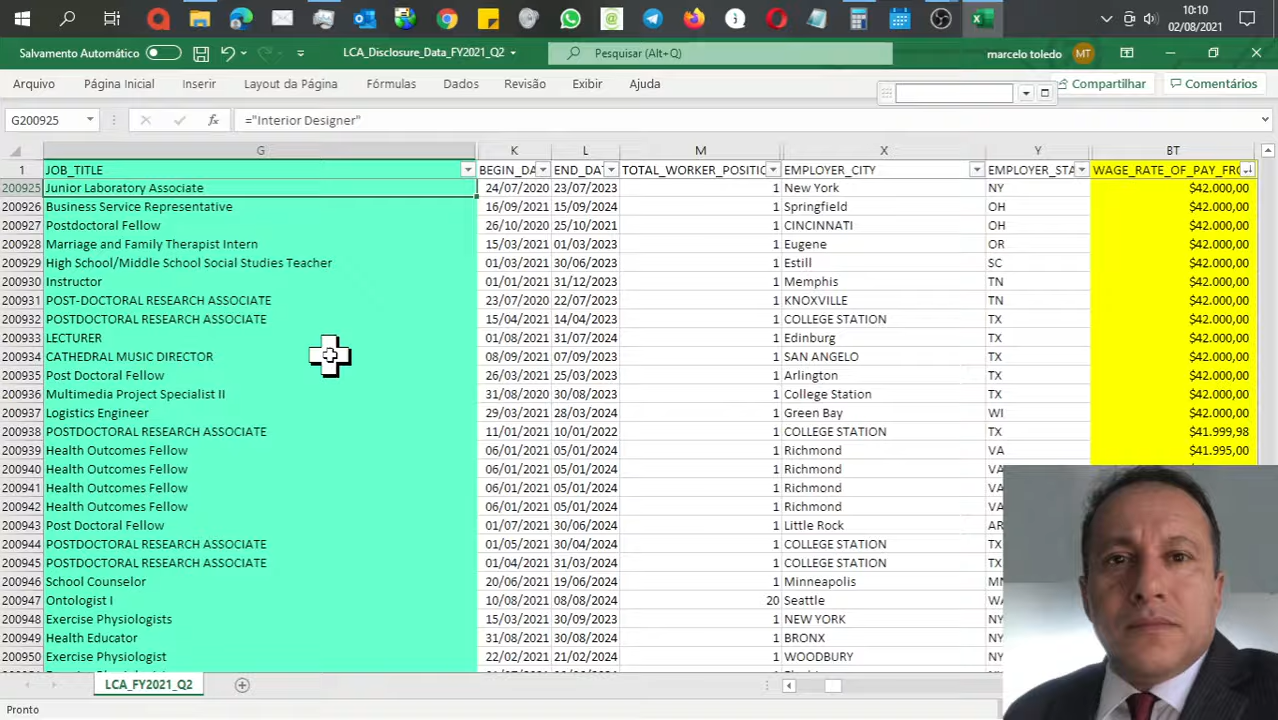 10:10
02/08/2021
Salvamento Automático
LCA_Disclosure_Data_FY2021_Q2
Pesquisar (Alt+Q)
marcelo toledo
MT
Arquivo Página Inicial Inserir Layout da Página Fórmulas Dados Revisão Exibir Ajuda
Compartilhar
Comentários
G200925 fx ="Interior Designer"
G K L M X Y BT
1 JOB_TITLE BEGIN_DA END_DAT TOTAL_WORKER_POSITIO EMPLOYER_CITY EMPLOYER_STA WAGE_RATE_OF_PAY_FRO
200925 Junior Laboratory Associate 24/07/2020 23/07/2023 1 New York NY $42.000,00
200926 Business Service Representative 16/09/2021 15/09/2024 1 Springfield OH $42.000,00
200927 Postdoctoral Fellow 26/10/2020 25/10/2021 1 CINCINNATI OH $42.000,00
200928 Marriage and Family Therapist Intern 15/03/2021 01/03/2023 1 Eugene OR $42.000,00
200929 High School/Middle School Social Studies Teacher 01/03/2021 30/06/2023 1 Estill SC $42.000,00
200930 Instructor 01/01/2021 31/12/2023 1 Memphis TN $42.000,00
200931 POST-DOCTORAL RESEARCH ASSOCIATE 23/07/2020 22/07/2023 1 KNOXVILLE TN $42.000,00
200932 POSTDOCTORAL RESEARCH ASSOCIATE 15/04/2021 14/04/2023 1 COLLEGE STATION TX $42.000,00
200933 LECTURER 01/08/2021 31/07/2024 1 Edinburg TX $42.000,00
200934 CATHEDRAL MUSIC DIRECTOR 08/09/2021 07/09/2023 1 SAN ANGELO TX $42.000,00
200935 Post Doctoral Fellow 26/03/2021 25/03/2023 1 Arlington TX $42.000,00
200936 Multimedia Project Specialist II 31/08/2020 30/08/2023 1 College Station TX $42.000,00
200937 Logistics Engineer 29/03/2021 28/03/2024 1 Green Bay WI $42.000,00
200938 POSTDOCTORAL RESEARCH ASSOCIATE 11/01/2021 10/01/2022 1 COLLEGE STATION TX $41.999,98
200939 Health Outcomes Fellow 06/01/2021 05/01/2024 1 Richmond VA $41.995,00
200940 Health Outcomes Fellow 06/01/2021 05/01/2024 1 Richmond VA
200941 Health Outcomes Fellow 06/01/2021 05/01/2024 1 Richmond VA
200942 Health Outcomes Fellow 06/01/2021 05/01/2024 1 Richmond VA
200943 Post Doctoral Fellow 01/07/2021 30/06/2024 1 Little Rock AR
200944 POSTDOCTORAL RESEARCH ASSOCIATE 01/05/2021 30/04/2024 1 COLLEGE STATION TX
200945 POSTDOCTORAL RESEARCH ASSOCIATE 01/04/2021 31/03/2024 1 COLLEGE STATION TX
200946 School Counselor 20/06/2021 19/06/2024 1 Minneapolis MN
200947 Ontologist I 10/08/2021 08/08/2024 20 Seattle WA
200948 Exercise Physiologists 15/03/2021 30/09/2023 1 NEW YORK NY
200949 Health Educator 31/08/2021 30/08/2024 1 BRONX NY
200950 Exercise Physiologist 22/02/2021 21/02/2024 1 WOODBURY NY
LCA_FY2021_Q2
Pronto